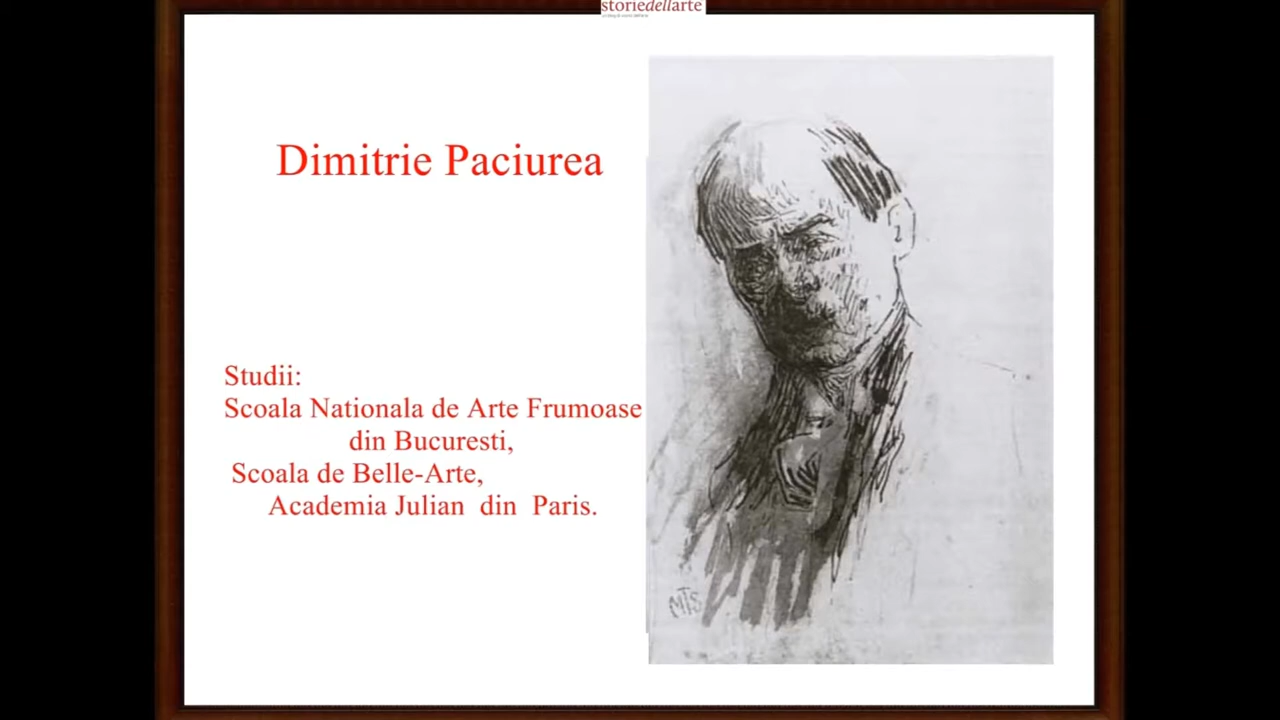 storiedellarte
Dimitrie Paciurea
Studii:
Scoala Nationala de Arte Frumoase
din Bucuresti,
Scoala de Belle-Arte,
Academia Julian din Paris.
MTS